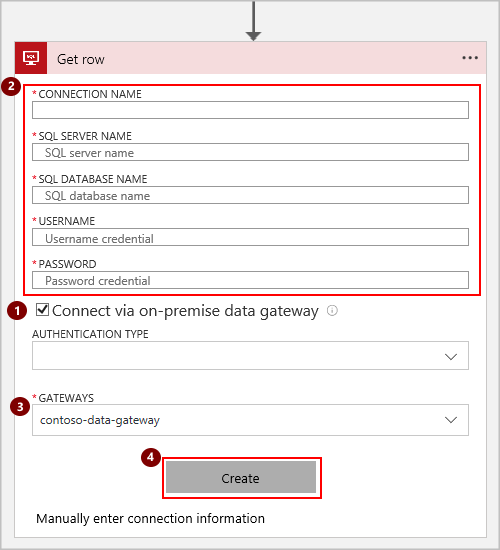 Get row
2
* CONNECTION NAME
* SQL SERVER NAME
SQL server name
* SQL DATABASE NAME
SQL database name
* USERNAME
Username credential
* PASSWORD
Password credential
1 Connect via on-premise data gateway
AUTHENTICATION TYPE
* GATEWAYS
3 contoso-data-gateway
4
Create
Manually enter connection information